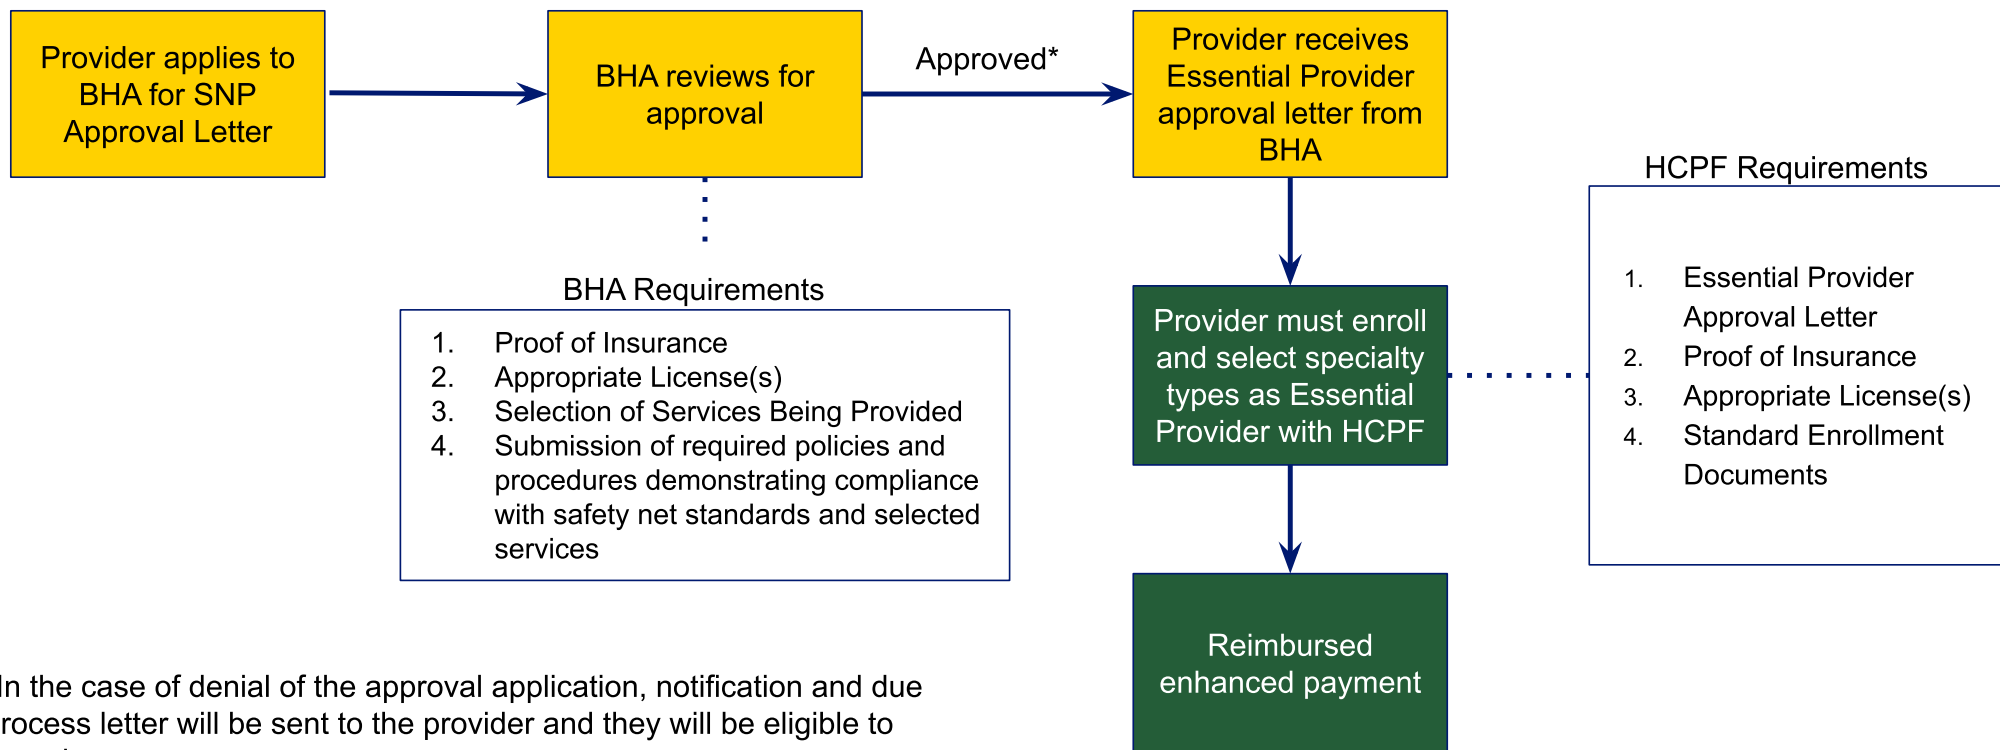 Provider applies to
BHA for SNP
Approval Letter
BHA reviews for
approval
Approved*
Provider receives
Essential Provider
approval letter from
BHA
HCPF Requirements
1. Essential Provider
Approval Letter
2. Proof of Insurance
3. Appropriate License(s)
4. Standard Enrollment
Documents
BHA Requirements
1. Proof of Insurance
2. Appropriate License(s)
3. Selection of Services Being Provided
4. Submission of required policies and
procedures demonstrating compliance
with safety net standards and selected
services
Provider must enroll
and select specialty
types as Essential
Provider with HCPF
Reimbursed
enhanced payment
In the case of denial of the approval application, notification and due
rocess letter will be sent to the provider and they will be eligible to